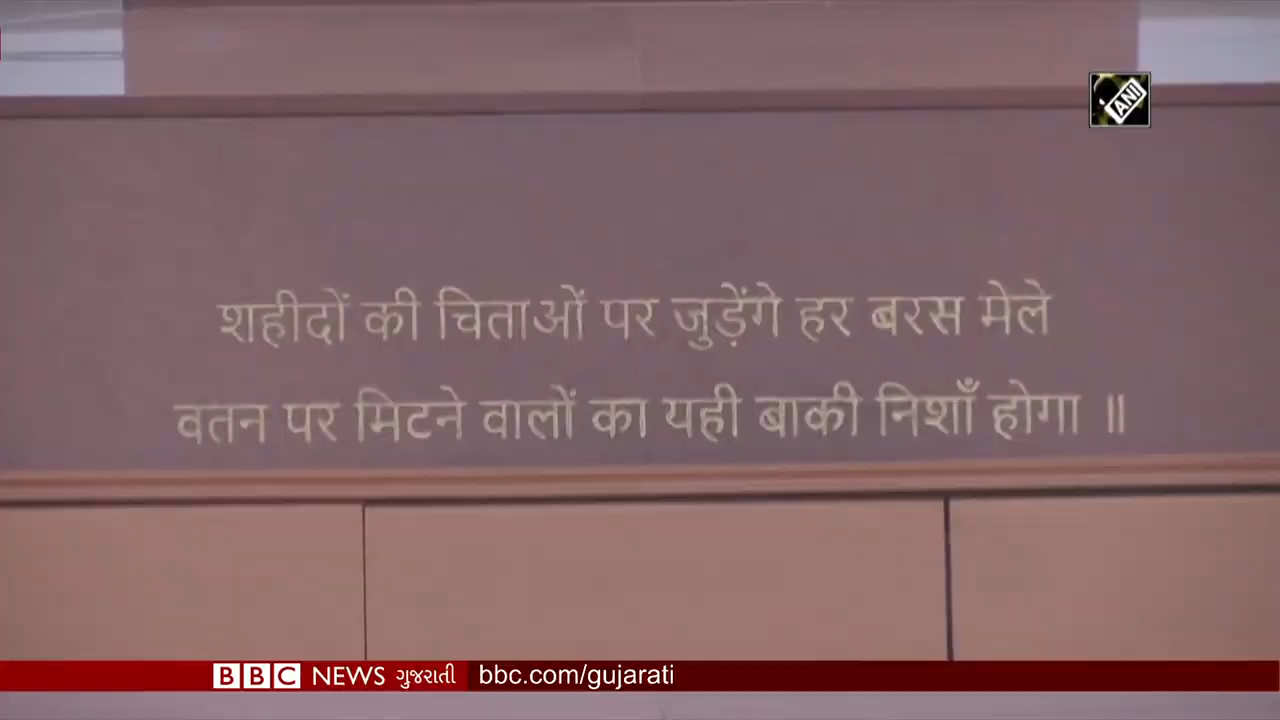 ANI
शहीदों की चिताओं पर जुड़ेंगे हर बरस मेले
वतन पर मिटने वालों का यही बाकी निशाँ होगा ॥
BBC NEWS ગુજરાતી bbc.com/gujarati